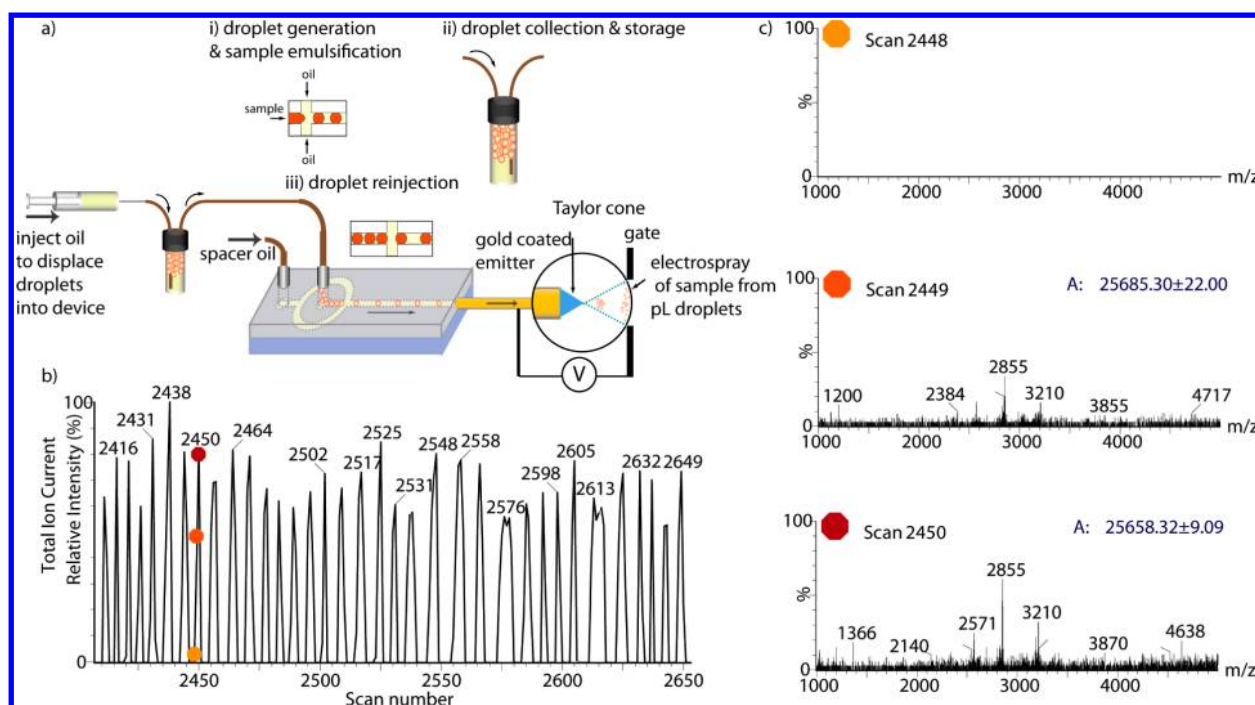 a)
i) droplet generation
& sample emulsification
oil
sample
oil
ii) droplet collection & storage
iii) droplet reinjection
inject oil
to displace
droplets
into device
spacer oil
Taylor cone
gold coated
emitter
gate
electrospray
of sample from
pL droplets
V
b)
Total Ion Current
Relative Intensity (%)
100
0
2416
2431
2438
2450
2464
2502
2517
2525
2531
2548
2558
2576
2598
2605
2613
2632
2649
2450
2500
2550
2600
2650
Scan number
c)
100
%
0
Scan 2448
1000
2000
3000
4000
m/z
100
%
0
Scan 2449
A: 25685.30±22.00
1200
2384
2855
3210
3855
4717
1000
2000
3000
4000
m/z
100
%
0
Scan 2450
A: 25658.32±9.09
1366
2140
2571
2855
3210
3870
4638
1000
2000
3000
4000
m/z